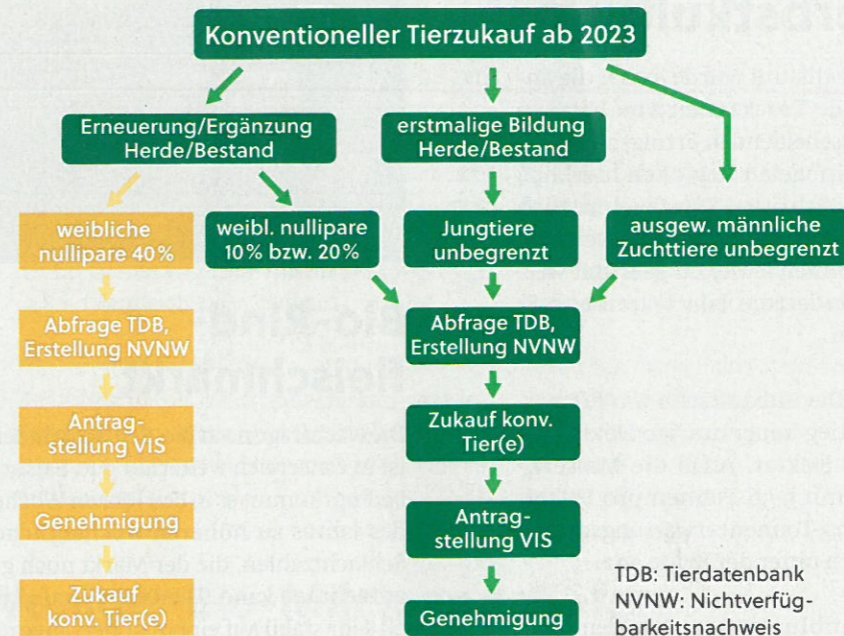 Konventioneller Tierzukauf ab 2023
Erneuerung/Ergänzung
Herde/Bestand
erstmalige Bildung
Herde/Bestand
weibliche
nullipare 40%
weibl. nullipare
10% bzw. 20%
Jungtiere
unbegrenzt
ausgew. männliche
Zuchttiere unbegrenzt
Abfrage TDB,
Erstellung NVNW
Abfrage TDB,
Erstellung NVNW
Antrag-
stellung VIS
Zukauf konv.
Tier(e)
Genehmigung
Antrag-
stellung VIS
Zukauf
konv. Tier(e)
Genehmigung
TDB: Tierdatenbank
NVNW: Nichtverfüg-
barkeitsnachweis